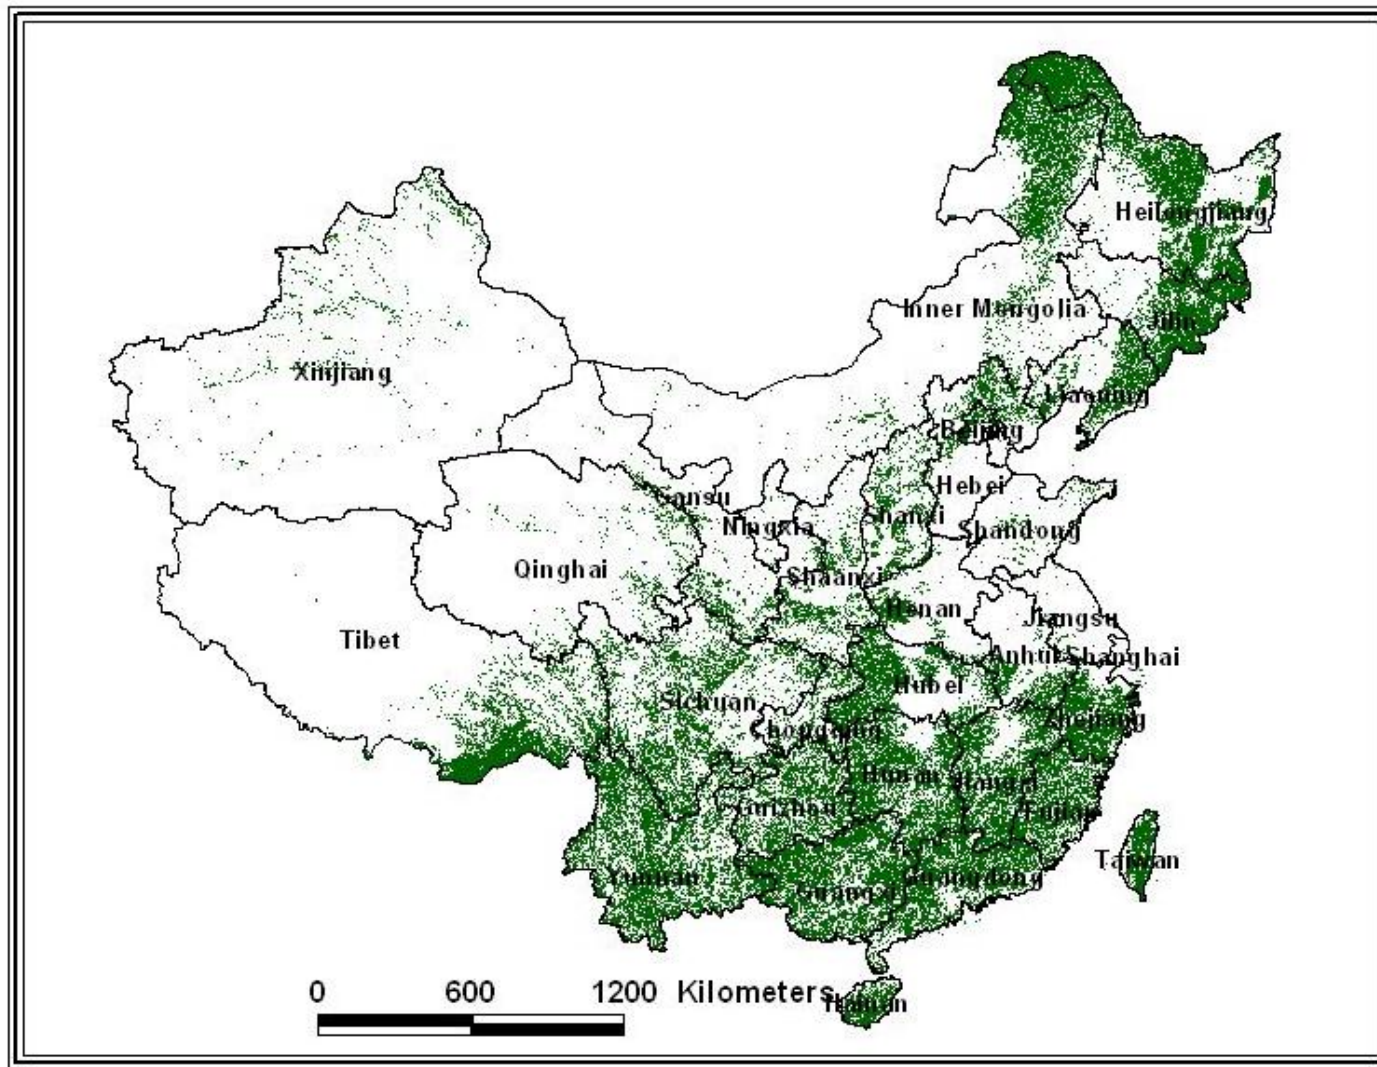 Heilongjiang
Inner Mongolia
Jilin
Xinjiang
Liaoning
Beijing
Hebei
Gansu
Shanxi
Ningxia
Shandong
Qinghai
Shaanxi
Henan
Jiangsu
Tibet
Anhui
Shanghai
Hubei
Sichuan
Zhejiang
Chongqing
Hunan
Jiangxi
Guizhou
Fujian
Taiwan
Yunnan
Guangdong
Guangxi
0 600 1200 Kilometers
Hainan